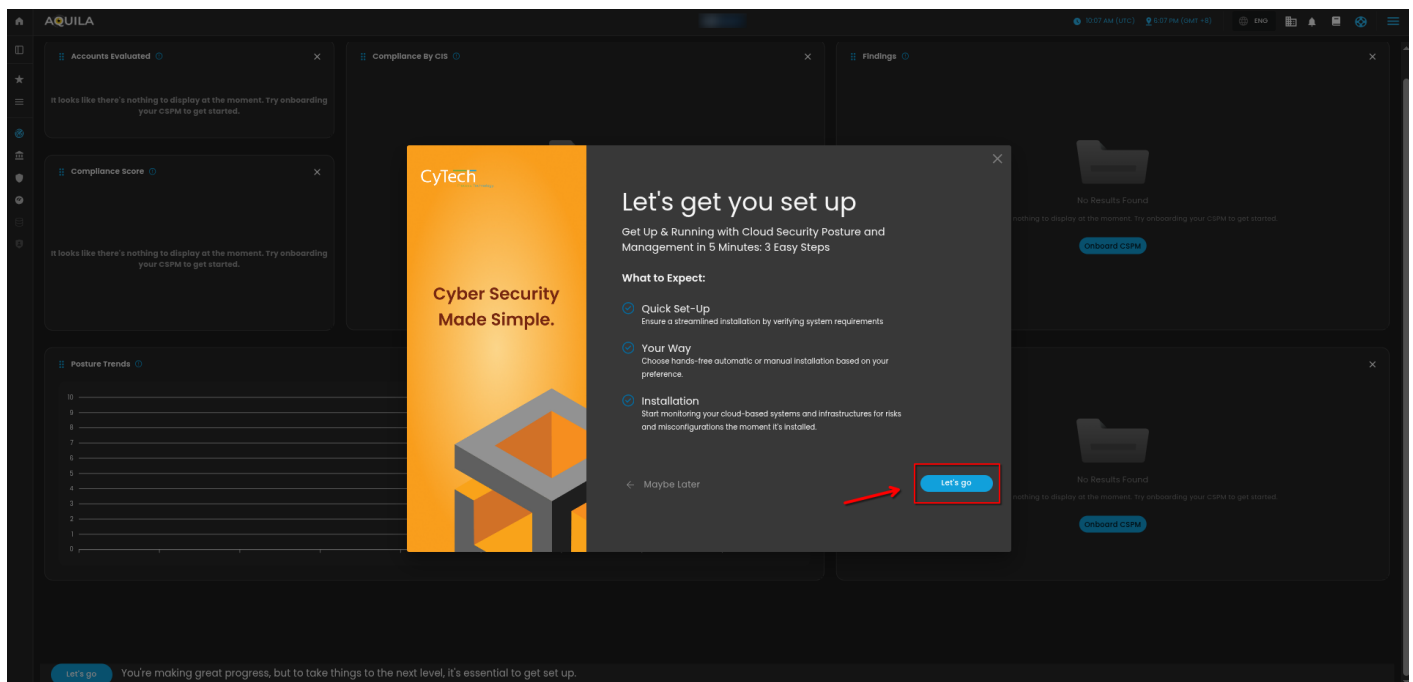 AQUILA
10:07 AM (UTC)
6:07 PM (GMT +8)
ENG
Accounts Evaluated
It looks like there's nothing to display at the moment. Try onboarding
your CSPM to get started.
Compliance By CIS
Findings
No Results Found
nothing to display at the moment. Try onboarding your CSPM to get started.
Onboard CSPM
Compliance Score
It looks like there's nothing to display at the moment. Try onboarding
your CSPM to get started.
CyTech
Cyber Security
Made Simple.
Let's get you set up
Get Up & Running with Cloud Security Posture and
Management in 5 Minutes: 3 Easy Steps
What to Expect:
Quick Set-Up
Ensure a streamlined installation by verifying system requirements
Your Way
Choose hands-free automatic or manual installation based on your
preference.
Installation
Start monitoring your cloud-based systems and infrastructures for risks
and misconfigurations the moment it's installed.
Maybe Later
Let's go
Posture Trends
10
9
8
7
6
5
4
3
2
1
0
No Results Found
nothing to display at the moment. Try onboarding your CSPM to get started.
Onboard CSPM
Let's go
You're making great progress, but to take things to the next level, it's essential to get set up.